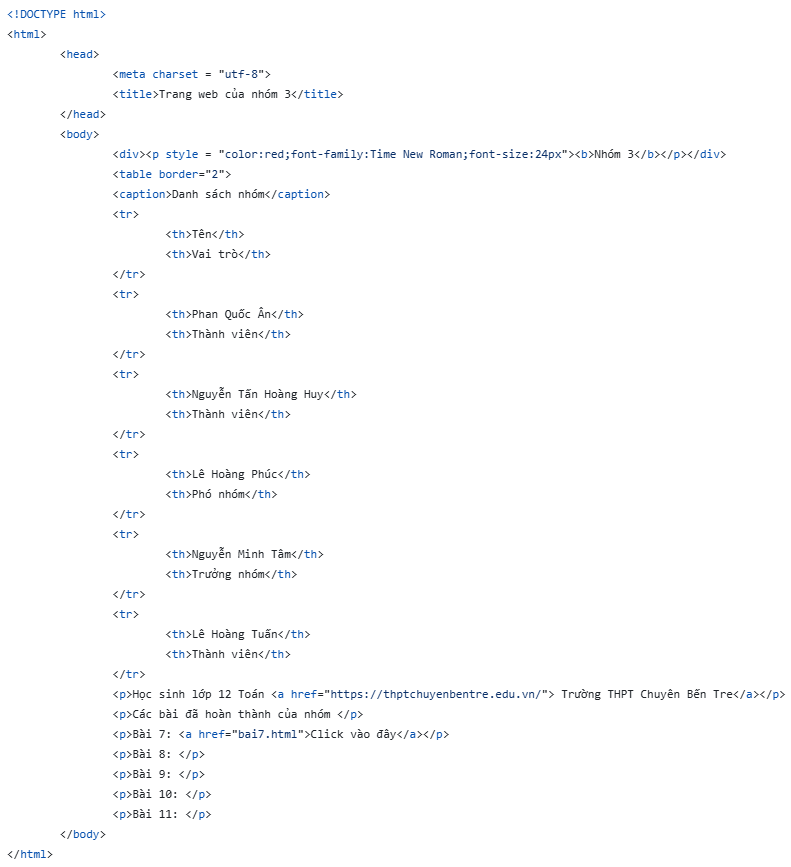 <!DOCTYPE html>
<html>
<head>
<meta charset = "utf-8">
<title>Trang web của nhóm 3</title>
</head>
<body>
<div><p style = "color:red;font-family:Time New Roman;font-size:24px"><b>Nhóm 3</b></p></div>
<table border="2">
<caption>Danh sách nhóm</caption>
<tr>
<th>Tên</th>
<th>Vai trò</th>
</tr>
<tr>
<th>Phan Quốc Ân</th>
<th>Thành viên</th>
</tr>
<tr>
<th>Nguyễn Tấn Hoàng Huy</th>
<th>Thành viên</th>
</tr>
<tr>
<th>Lê Hoàng Phúc</th>
<th>Phó nhóm</th>
</tr>
<tr>
<th>Nguyễn Minh Tâm</th>
<th>Trưởng nhóm</th>
</tr>
<tr>
<th>Lê Hoàng Tuấn</th>
<th>Thành viên</th>
</tr>
<p>Học sinh lớp 12 Toán <a href="https://thptchuyenbentre.edu.vn/"> Trường THPT Chuyên Bến Tre</a></p>
<p>Các bài đã hoàn thành của nhóm </p>
<p>Bài 7: <a href="bai7.html">Click vào đây</a></p>
<p>Bài 8: </p>
<p>Bài 9: </p>
<p>Bài 10: </p>
<p>Bài 11: </p>
</body>
</html>